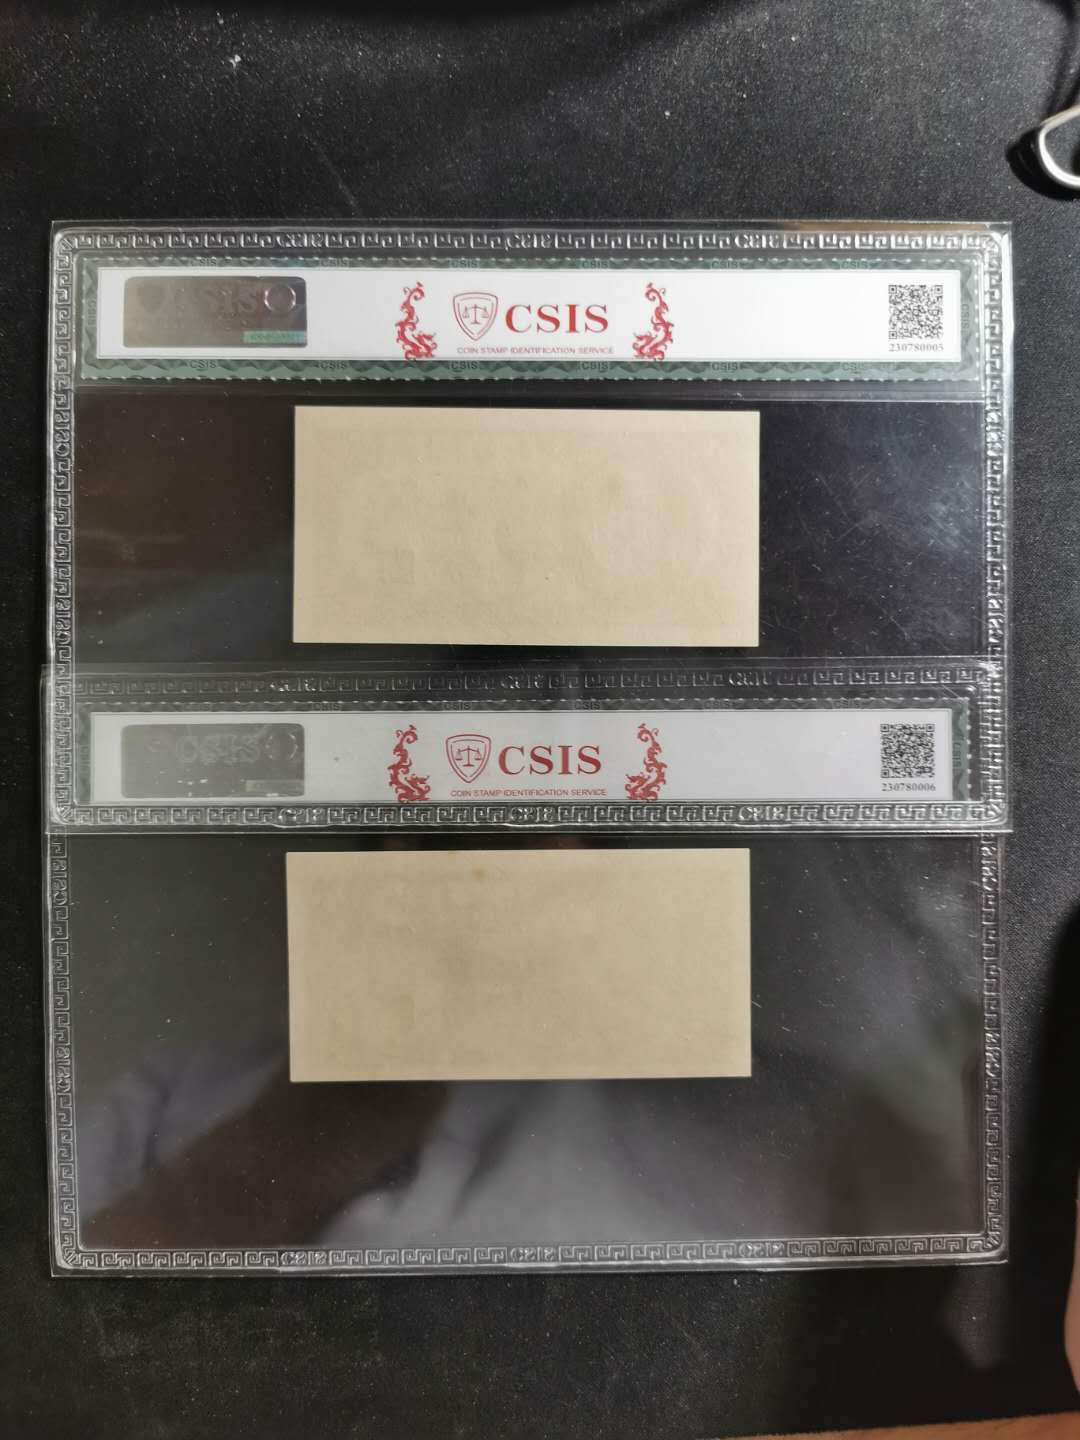 CSIS
COIN STAMP IDENTIFICATION SERVICE
230780005
CSIS
COIN STAMP IDENTIFICATION SERVICE
230780006